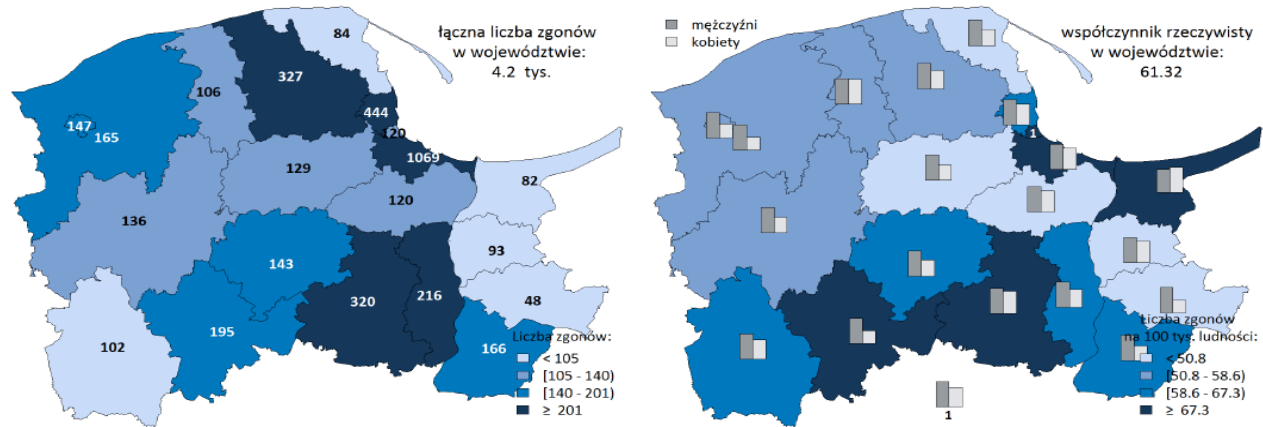 łączna liczba zgonów
w województwie:
4.2 tys.
84
327
106
444
120
147
165
1069
129
82
120
136
93
143
216
48
320
195
102
166
Liczba zgonów:
< 105
[105 - 140)
[140 - 201)
≥ 201
mężczyźni
kobiety
współczynnik rzeczywisty
w województwie:
61.32
1
Liczba zgonów
na 100 tys. ludności:
< 50.8
[50.8 - 58.6)
[58.6 - 67.3)
≥ 67.3
1